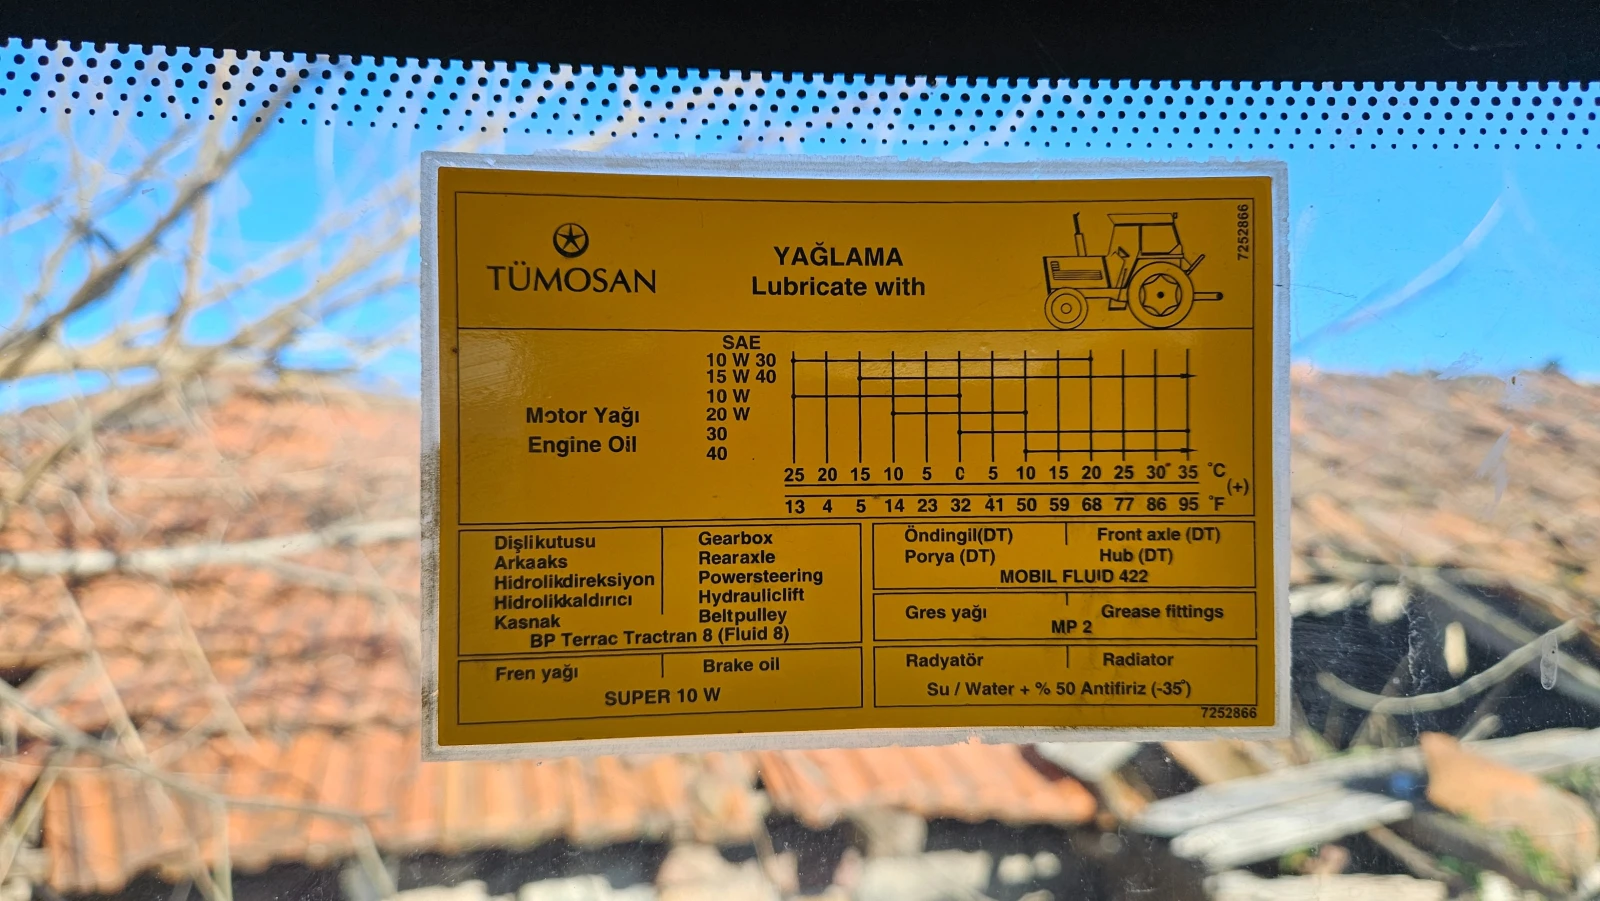 TÜMOSAN
YAĞLAMA
Lubricate with
7252866
SAE
10 W 30
15 W 40
10 W
20 W
30
40
Motor Yağı
Engine Oil
25 20 15 10 5 0 5 10 15 20 25 30° 35 °C
(+)
13 4 5 14 23 32 41 50 59 68 77 86 95 °F
Dişlikutusu
Arkaaks
Hidrolikdireksiyon
Hidrolikkaldırıcı
Kasnak
Gearbox
Rearaxle
Powersteering
Hydrauliclift
Beltpulley
BP Terrac Tractran 8 (Fluid 8)
Fren yağı Brake oil
SUPER 10 W
Öndingil(DT) Front axle (DT)
Porya (DT) Hub (DT)
MOBIL FLUID 422
Gres yağı Grease fittings
MP 2
Radyatör Radiator
Su / Water + % 50 Antifiriz (-35°)
7252866